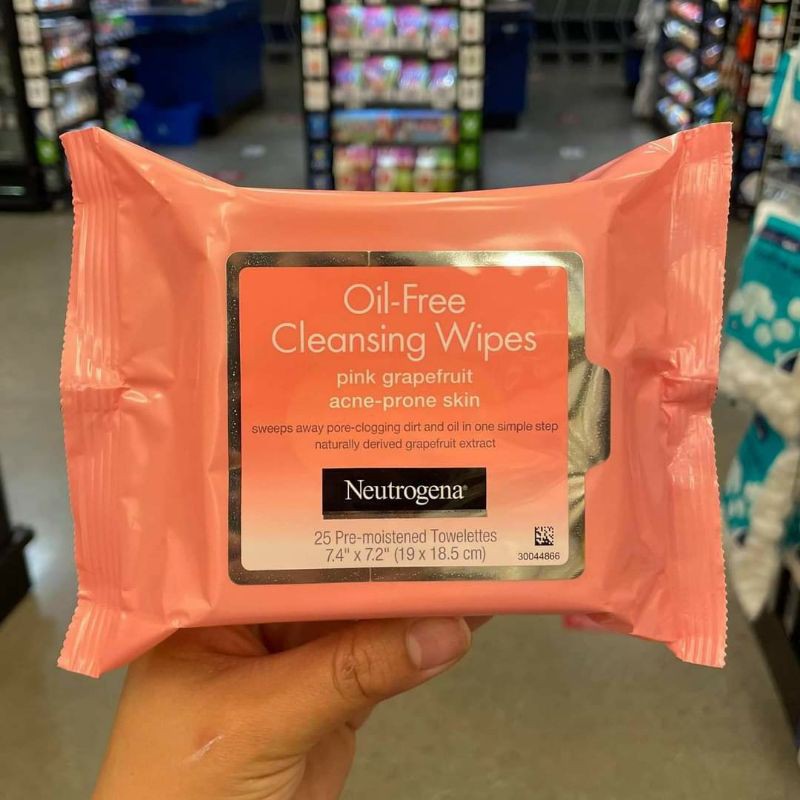 Oil-Free
Cleansing Wipes
pink grapefruit
acne-prone skin
sweeps away pore-clogging dirt and oil in one simple step
naturally derived grapefruit extract
Neutrogena®
25 Pre-moistened Towelettes
7.4" x 7.2" (19 x 18.5 cm)
30044866